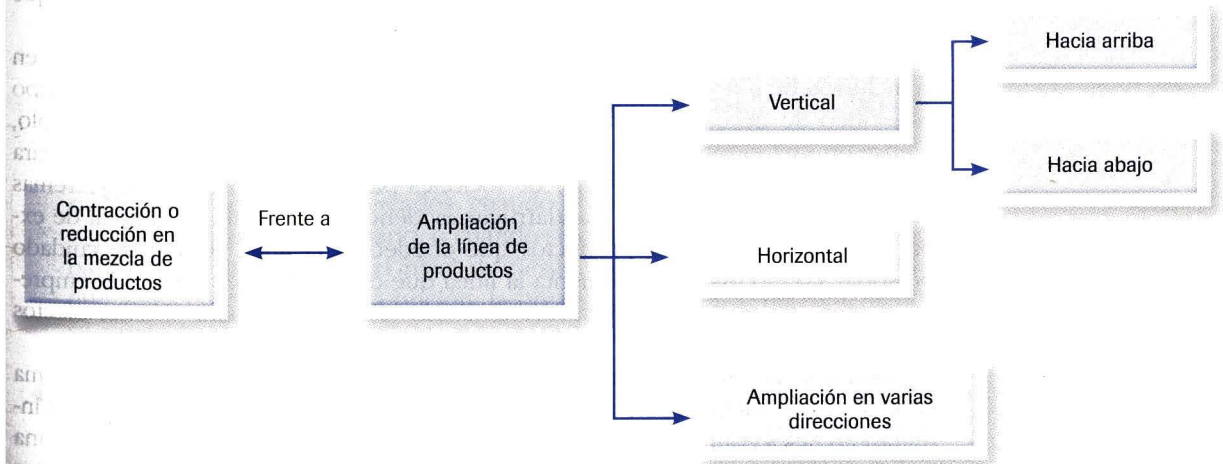 Contracción o
reducción en
la mezcla de
productos
Frente a
Ampliación
de la línea de
productos
Vertical
Hacia arriba
Hacia abajo
Horizontal
Ampliación en varias
direcciones